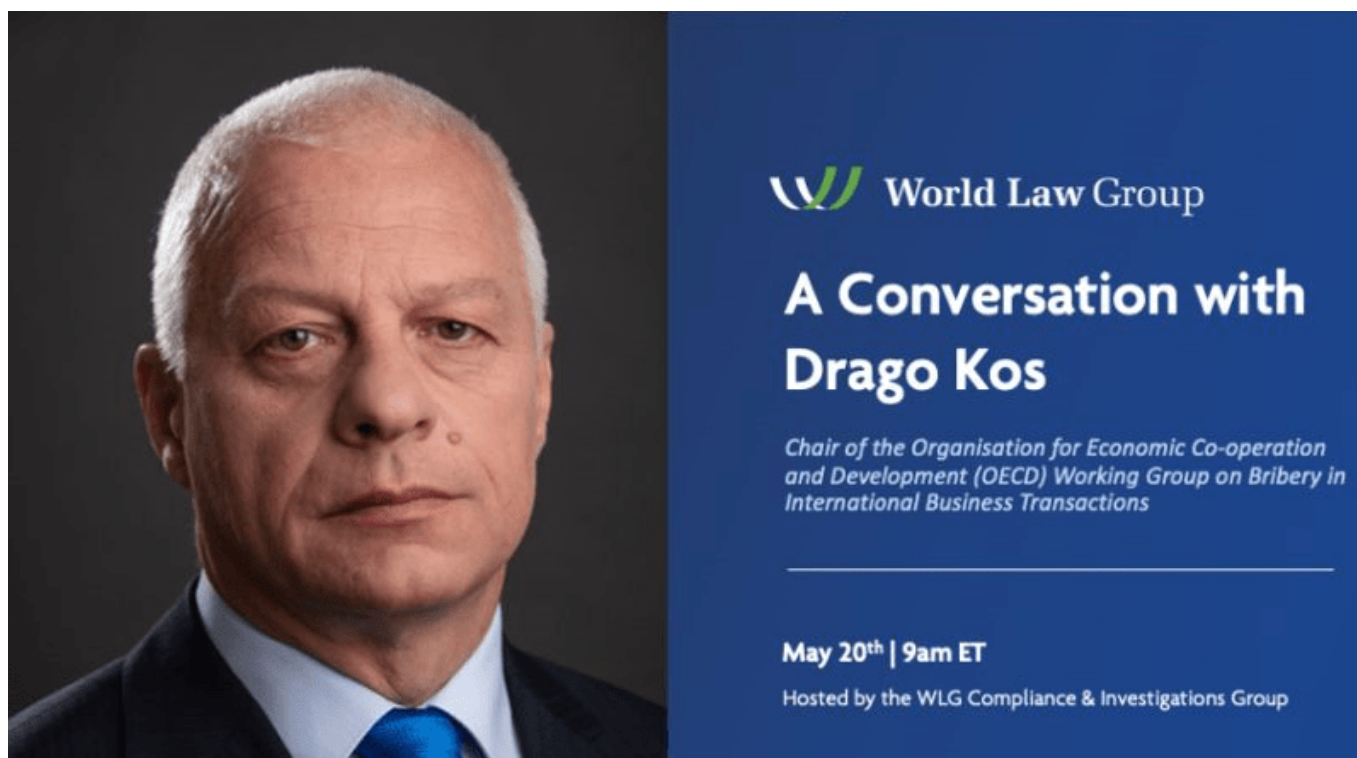 World Law Group
A Conversation with
Drago Kos
Chair of the Organisation for Economic Co-operation
and Development (OECD) Working Group on Bribery in
International Business Transactions
May 20th | 9am ET
Hosted by the WLG Compliance & Investigations Group